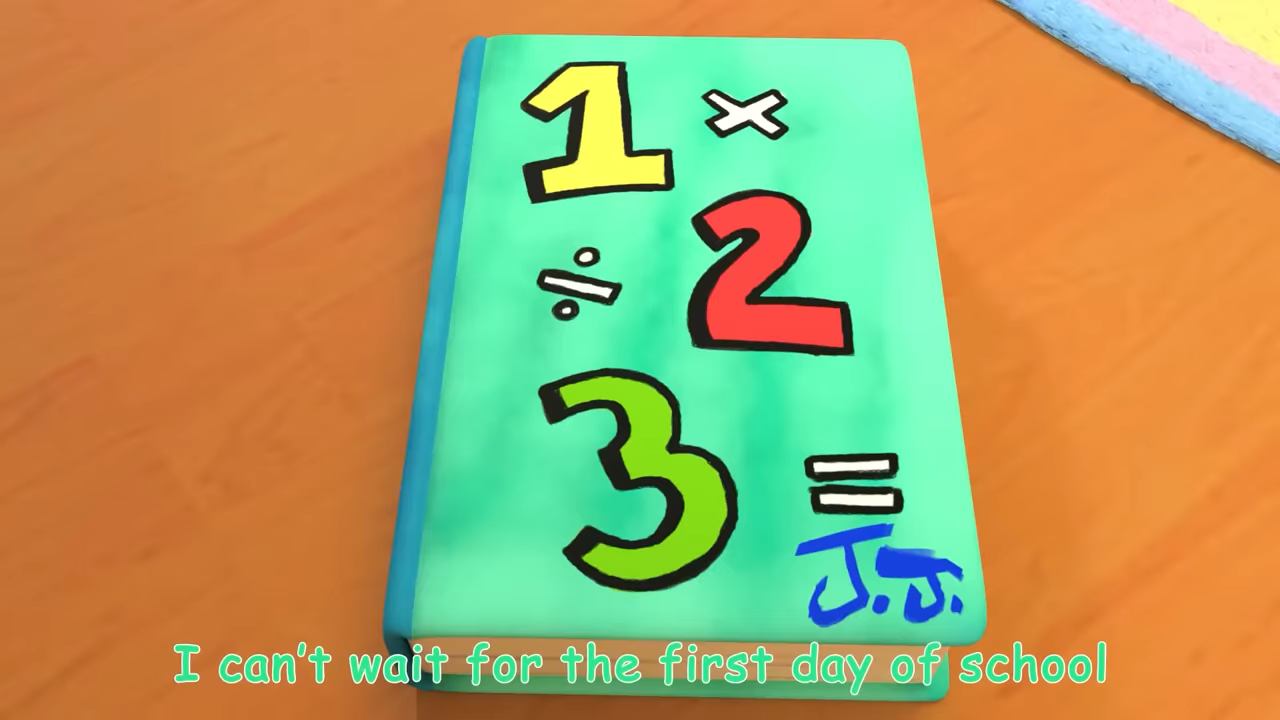 1 ×
÷ 2
3 =
J.J.
I can't wait for the first day of school